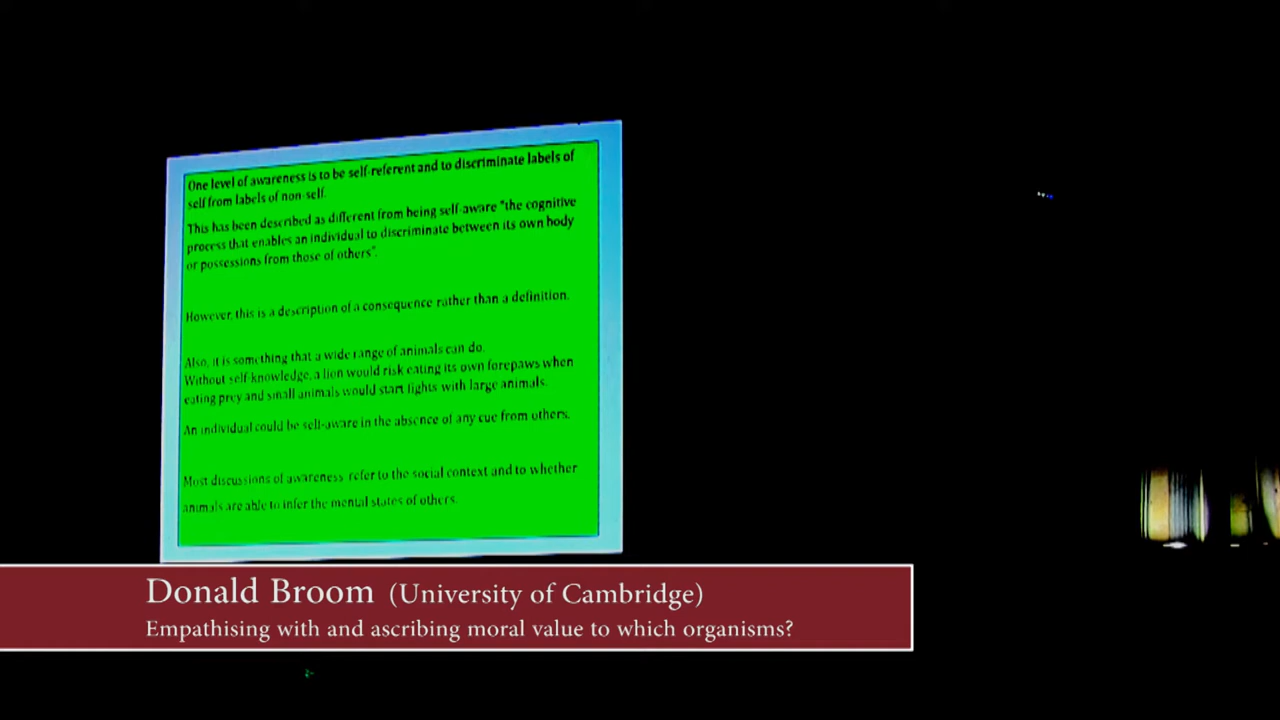 One level of awareness is to be self-referent and to discriminate labels of
self from labels of non-self.
This has been described as different from being self-aware "the cognitive
process that enables an individual to discriminate between its own body
or possessions from those of others".
However, this is a description of a consequence rather than a definition.
Also, it is something that a wide range of animals can do.
Without self-knowledge, a lion would risk eating its own forepaws when
eating prey and small animals would start fights with large animals.
An individual could be self-aware in the absence of any cue from others.
Most discussions of awareness refer to the social context and to whether
animals are able to infer the mental states of others.
Donald Broom (University of Cambridge)
Empathising with and ascribing moral value to which organisms?